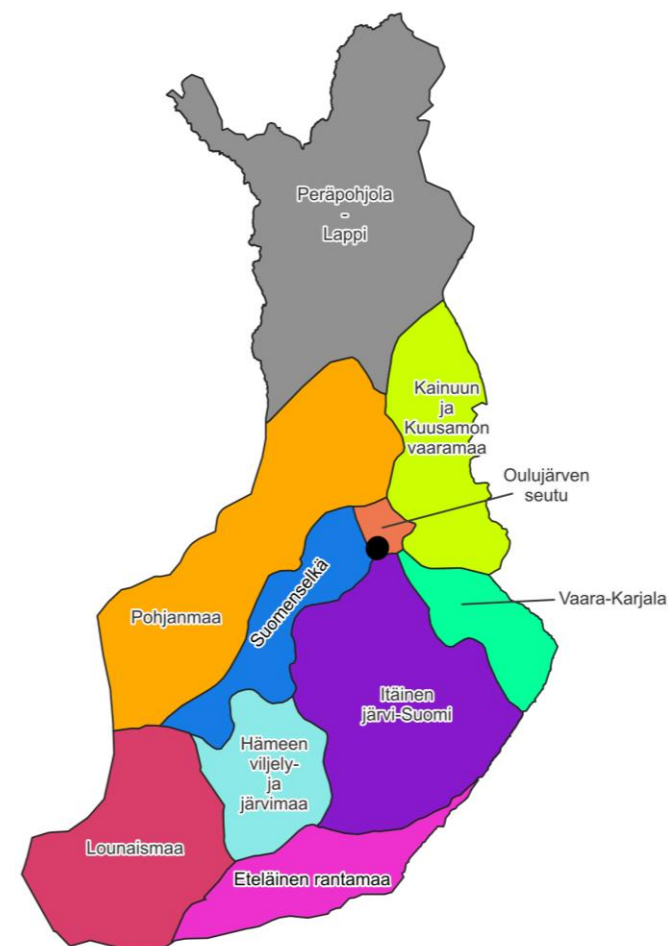 Peräpohjola
-
Lappi
Kainuun
ja
Kuusamon
vaaramaa
Oulujärven
seutu
Vaara-Karjala
Suomenselkä
Pohjanmaa
Itäinen
järvi-Suomi
Hämeen
viljely-
ja
järvimaa
Lounaismaa
Eteläinen rantamaa